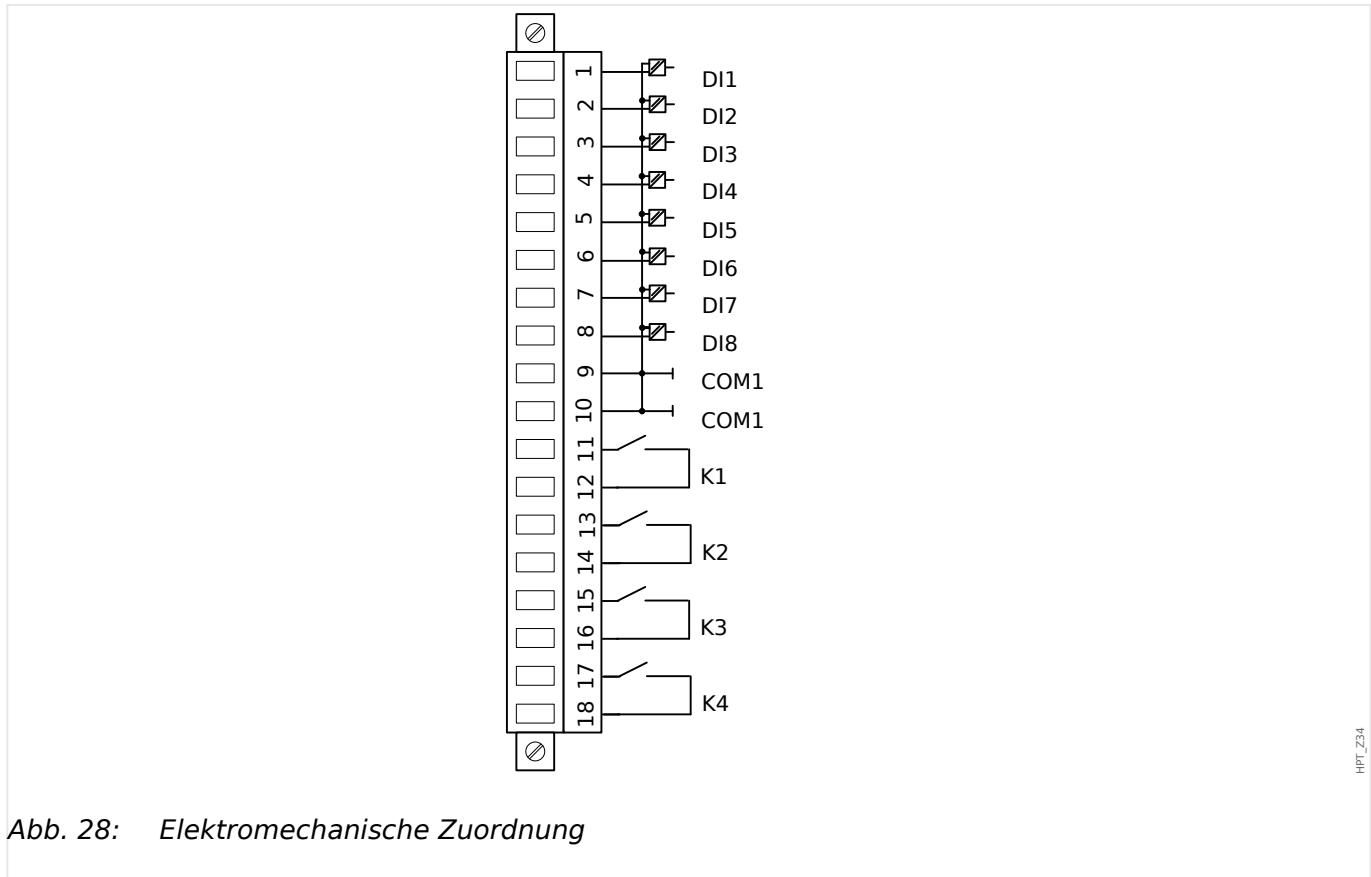 1 DI1
2 DI2
3 DI3
4 DI4
5 DI5
6 DI6
7 DI7
8 DI8
9 COM1
10 COM1
11
K1
12
13
K2
14
15
K3
16
17
K4
18
HPT_Z34
Abb. 28: Elektromechanische Zuordnung